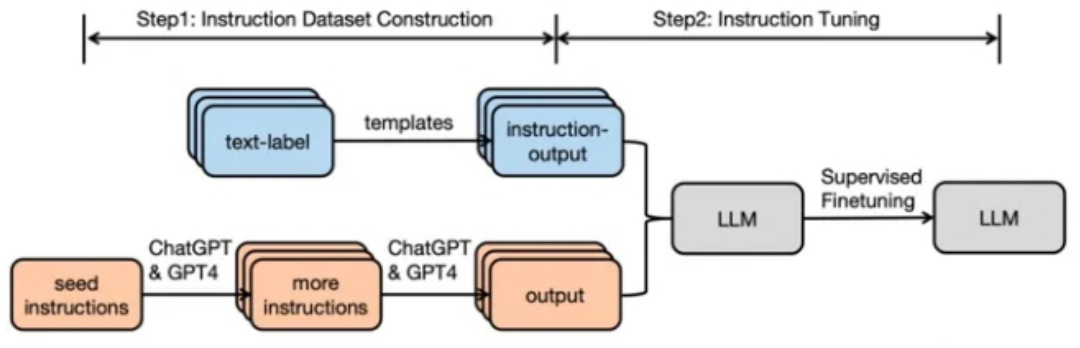 Step1: Instruction Dataset Construction
Step2: Instruction Tuning
text-label
templates
instruction-
output
seed
instructions
ChatGPT
& GPT4
more
instructions
ChatGPT
& GPT4
output
LLM
Supervised
Finetuning
LLM